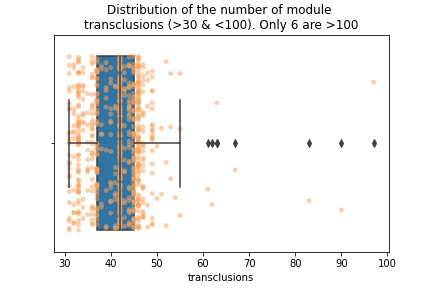 Distribution of the number of module
transclusions (>30 & <100). Only 6 are >100
30 40 50 60 70 80 90 100
transclusions